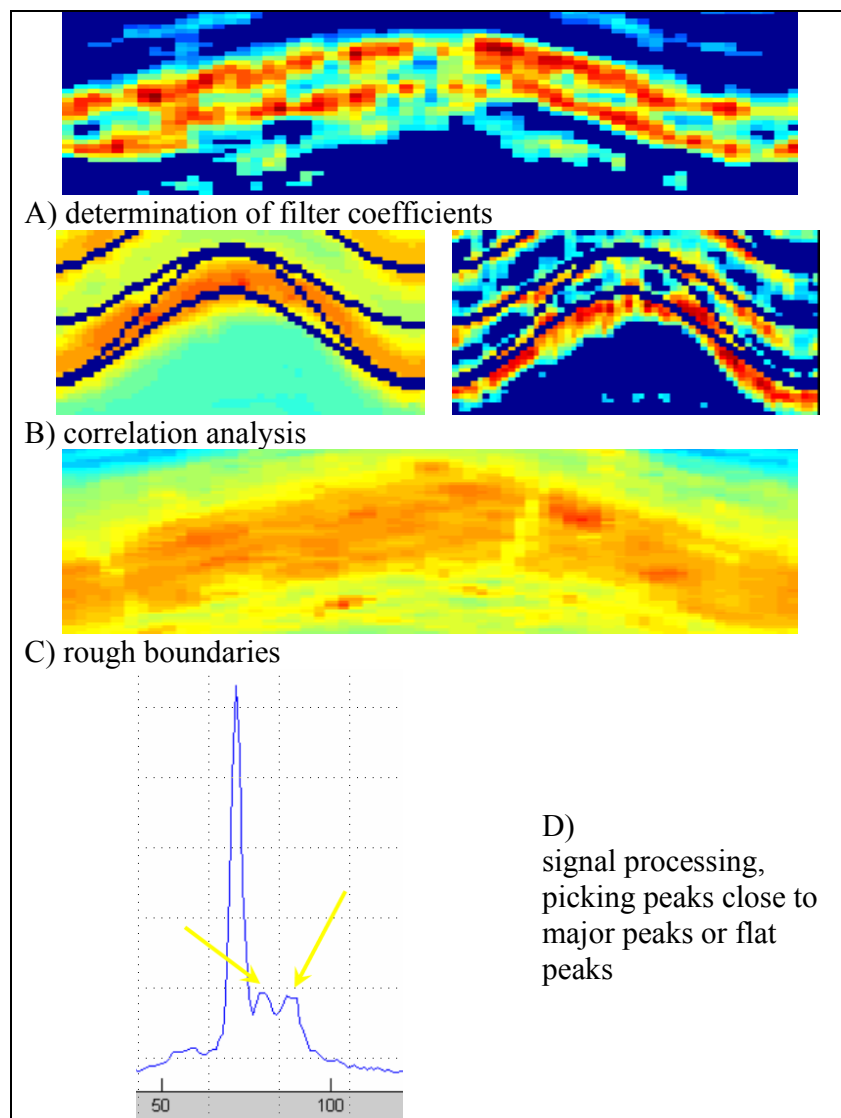 A) determination of filter coefficients
B) correlation analysis
C) rough boundaries
D)
signal processing,
picking peaks close to
major peaks or flat
peaks
50 100